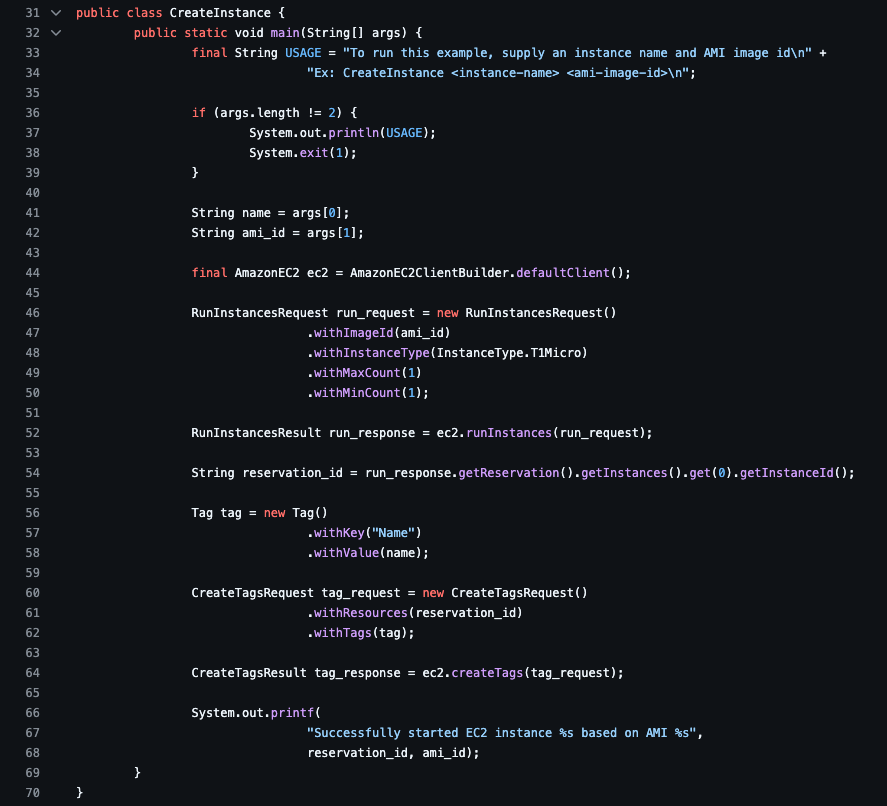 31 public class CreateInstance {
32 public static void main(String[] args) {
33 final String USAGE = "To run this example, supply an instance name and AMI image id\n" +
34 "Ex: CreateInstance <instance-name> <ami-image-id>\n";
35
36 if (args.length != 2) {
37 System.out.println(USAGE);
38 System.exit(1);
39 }
40
41 String name = args[0];
42 String ami_id = args[1];
43
44 final AmazonEC2 ec2 = AmazonEC2ClientBuilder.defaultClient();
45
46 RunInstancesRequest run_request = new RunInstancesRequest()
47 .withImageId(ami_id)
48 .withInstanceType(InstanceType.T1Micro)
49 .withMaxCount(1)
50 .withMinCount(1);
51
52 RunInstancesResult run_response = ec2.runInstances(run_request);
53
54 String reservation_id = run_response.getReservation().getInstances().get(0).getInstanceId();
55
56 Tag tag = new Tag()
57 .withKey("Name")
58 .withValue(name);
59
60 CreateTagsRequest tag_request = new CreateTagsRequest()
61 .withResources(reservation_id)
62 .withTags(tag);
63
64 CreateTagsResult tag_response = ec2.createTags(tag_request);
65
66 System.out.printf(
67 "Successfully started EC2 instance %s based on AMI %s",
68 reservation_id, ami_id);
69 }
70 }